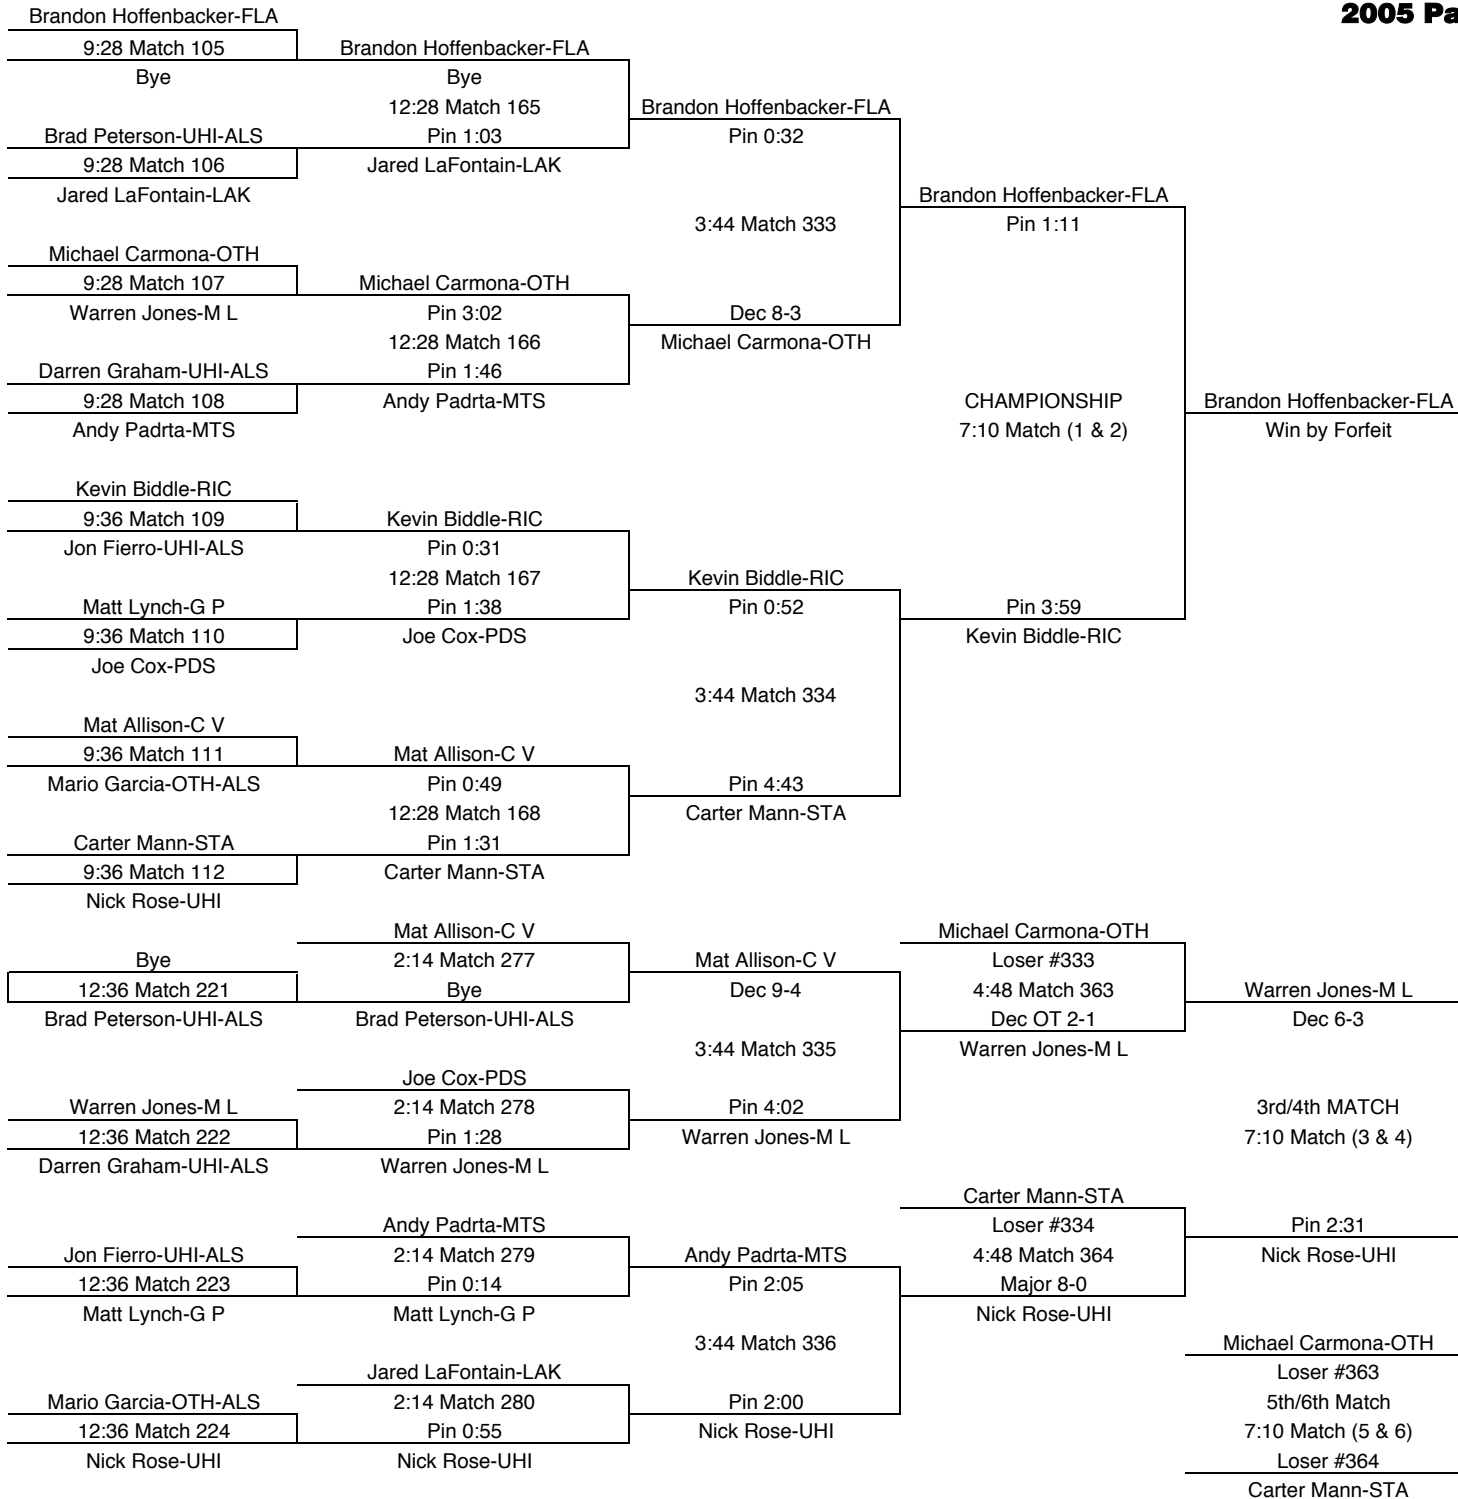 2005 Pa
Brandon Hoffenbacker-FLA
9:28 Match 105
Bye
Brad Peterson-UHI-ALS
9:28 Match 106
Jared LaFontain-LAK
Michael Carmona-OTH
9:28 Match 107
Warren Jones-M L
Darren Graham-UHI-ALS
9:28 Match 108
Andy Padrta-MTS
Kevin Biddle-RIC
9:36 Match 109
Jon Fierro-UHI-ALS
Matt Lynch-G P
9:36 Match 110
Joe Cox-PDS
Mat Allison-C V
9:36 Match 111
Mario Garcia-OTH-ALS
Carter Mann-STA
9:36 Match 112
Nick Rose-UHI
Brandon Hoffenbacker-FLA
Bye
12:28 Match 165
Pin 1:03
Jared LaFontain-LAK
Michael Carmona-OTH
Pin 3:02
12:28 Match 166
Pin 1:46
Andy Padrta-MTS
Kevin Biddle-RIC
Pin 0:31
12:28 Match 167
Pin 1:38
Joe Cox-PDS
Mat Allison-C V
Pin 0:49
12:28 Match 168
Pin 1:31
Carter Mann-STA
Brandon Hoffenbacker-FLA
Pin 0:32
3:44 Match 333
Dec 8-3
Michael Carmona-OTH
Kevin Biddle-RIC
Pin 0:52
3:44 Match 334
Pin 4:43
Carter Mann-STA
Brandon Hoffenbacker-FLA
Pin 1:11
CHAMPIONSHIP
7:10 Match (1 & 2)
Pin 3:59
Kevin Biddle-RIC
Brandon Hoffenbacker-FLA
Win by Forfeit
Bye
12:36 Match 221
Brad Peterson-UHI-ALS
Warren Jones-M L
12:36 Match 222
Darren Graham-UHI-ALS
Jon Fierro-UHI-ALS
12:36 Match 223
Matt Lynch-G P
Mario Garcia-OTH-ALS
12:36 Match 224
Nick Rose-UHI
Mat Allison-C V
2:14 Match 277
Bye
Brad Peterson-UHI-ALS
Joe Cox-PDS
2:14 Match 278
Pin 1:28
Warren Jones-M L
Andy Padrta-MTS
2:14 Match 279
Pin 0:14
Matt Lynch-G P
Jared LaFontain-LAK
2:14 Match 280
Pin 0:55
Nick Rose-UHI
Mat Allison-C V
Dec 9-4
3:44 Match 335
Pin 4:02
Warren Jones-M L
Andy Padrta-MTS
Pin 2:05
3:44 Match 336
Pin 2:00
Nick Rose-UHI
Michael Carmona-OTH
Loser #333
4:48 Match 363
Dec OT 2-1
Warren Jones-M L
Carter Mann-STA
Loser #334
4:48 Match 364
Major 8-0
Nick Rose-UHI
Warren Jones-M L
Dec 6-3
3rd/4th MATCH
7:10 Match (3 & 4)
Pin 2:31
Nick Rose-UHI
Michael Carmona-OTH
Loser #363
5th/6th Match
7:10 Match (5 & 6)
Loser #364
Carter Mann-STA